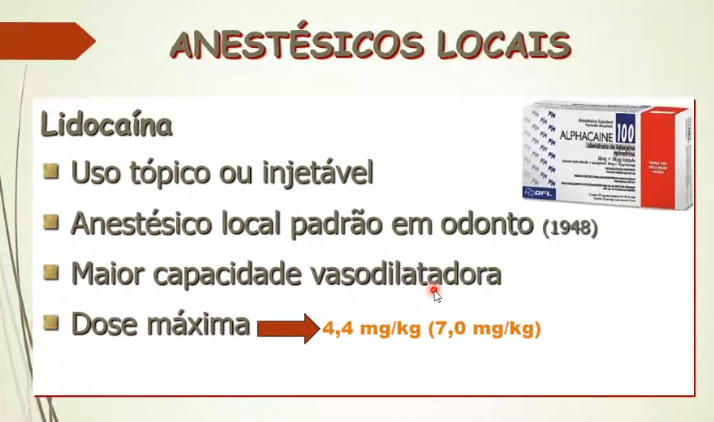 ANESTÉSICOS LOCAIS
Lidocaína
Uso tópico ou injetável
Anestésico local padrão em odonto (1948)
Maior capacidade vasodilatadora
Dose máxima 4,4 mg/kg (7,0 mg/kg)
ALPHACAINE 100
DFL